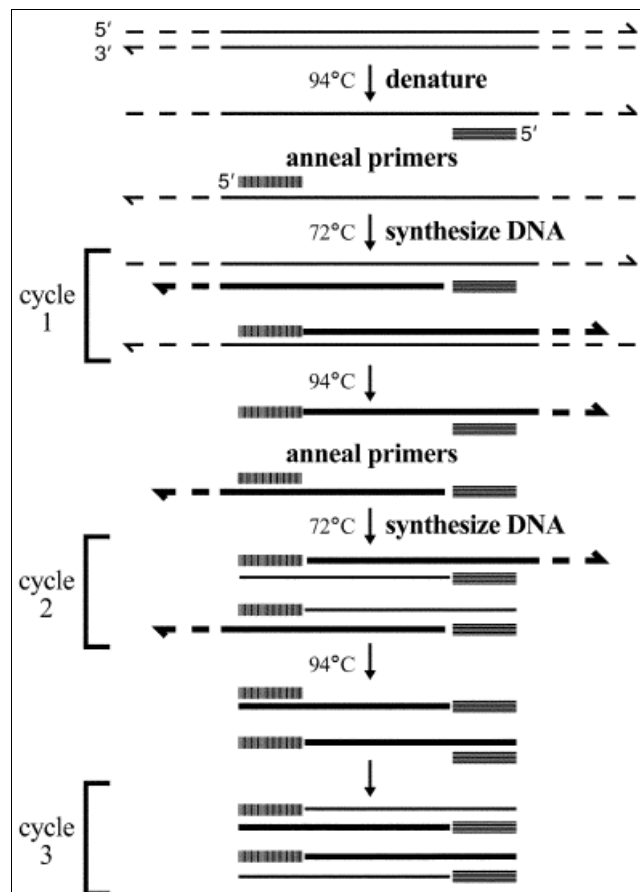 5′
3′
94°C denature
5′
anneal primers
5′
72°C synthesize DNA
cycle
1
94°C
anneal primers
72°C synthesize DNA
cycle
2
94°C
cycle
3